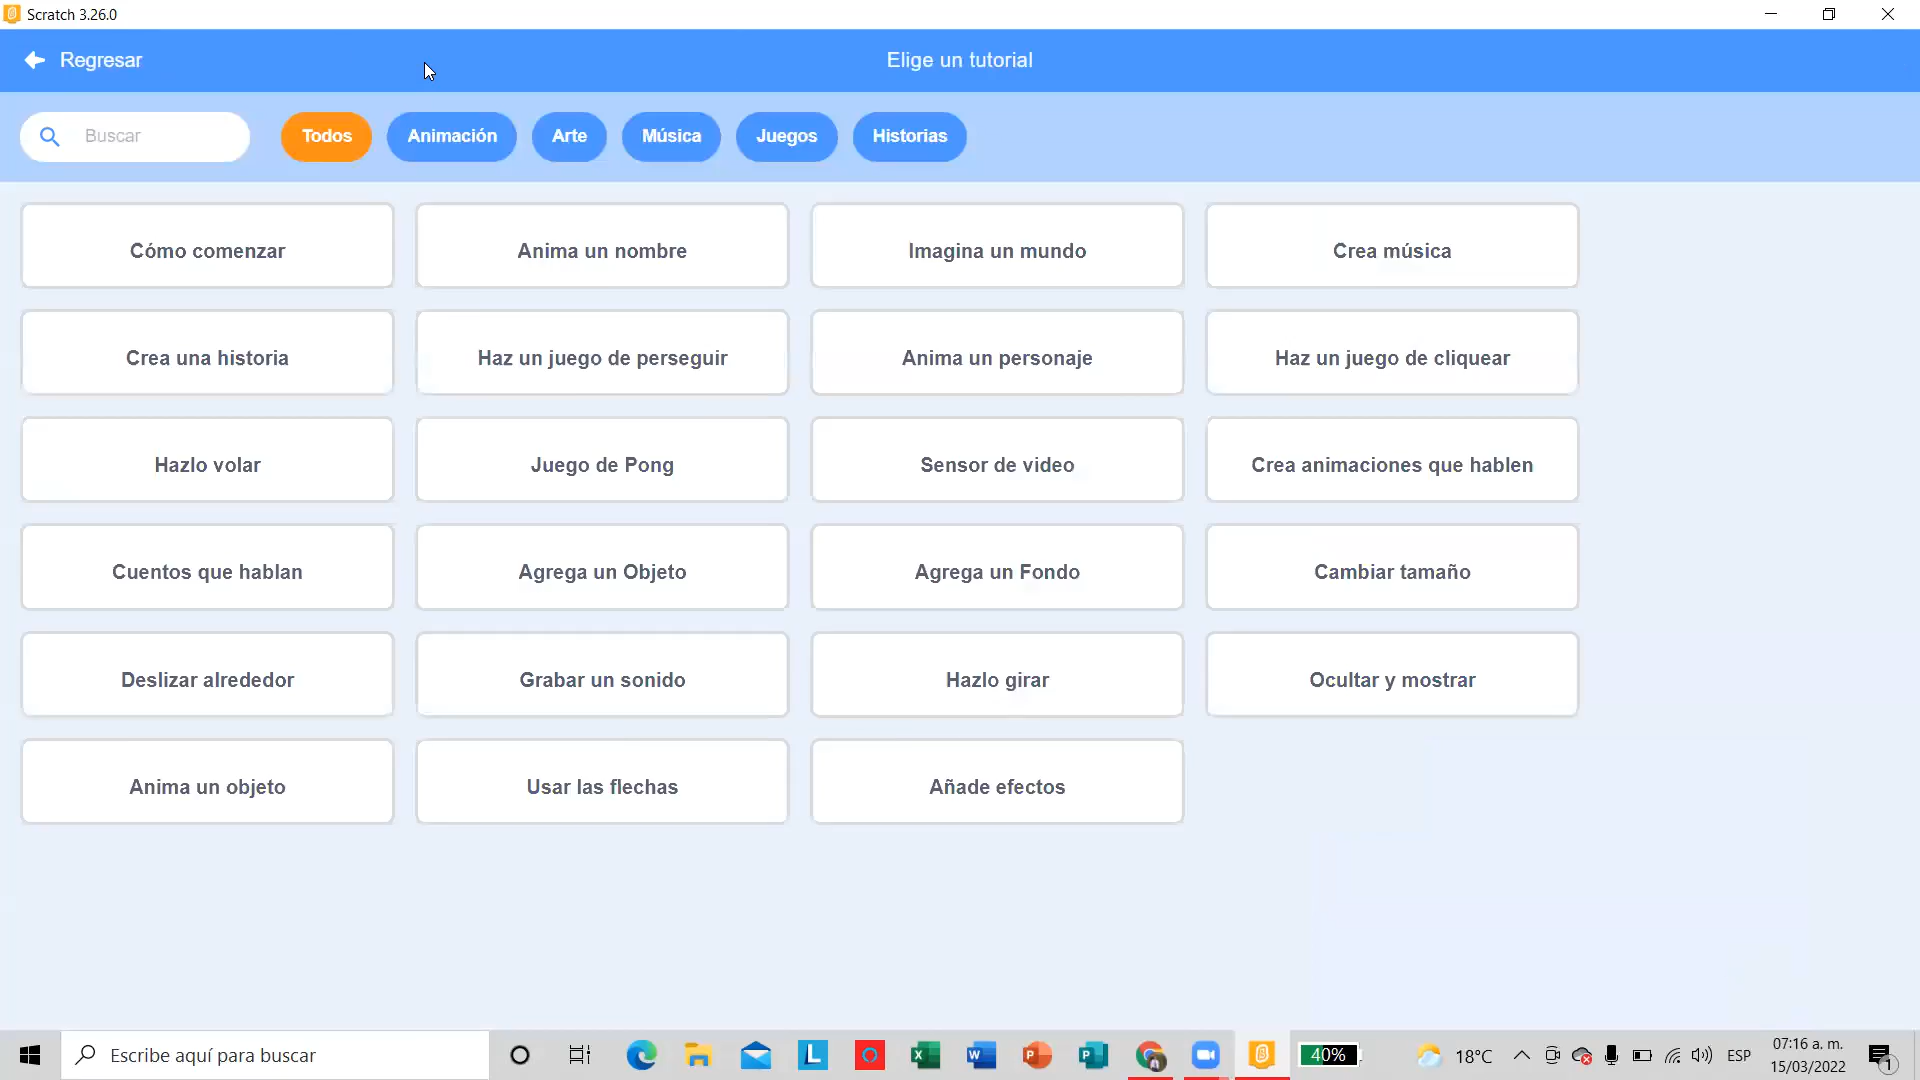 Scratch 3.26.0
Regresar
Elige un tutorial
Buscar
Todos
Animación
Arte
Música
Juegos
Historias
Cómo comenzar
Anima un nombre
Imagina un mundo
Crea música
Crea una historia
Haz un juego de perseguir
Anima un personaje
Haz un juego de cliquear
Hazlo volar
Juego de Pong
Sensor de video
Crea animaciones que hablen
Cuentos que hablan
Agrega un Objeto
Agrega un Fondo
Cambiar tamaño
Deslizar alrededor
Grabar un sonido
Hazlo girar
Ocultar y mostrar
Anima un objeto
Usar las flechas
Añade efectos
Escribe aquí para buscar
L
40%
18°C
ESP
07:16 a. m.
15/03/2022
1